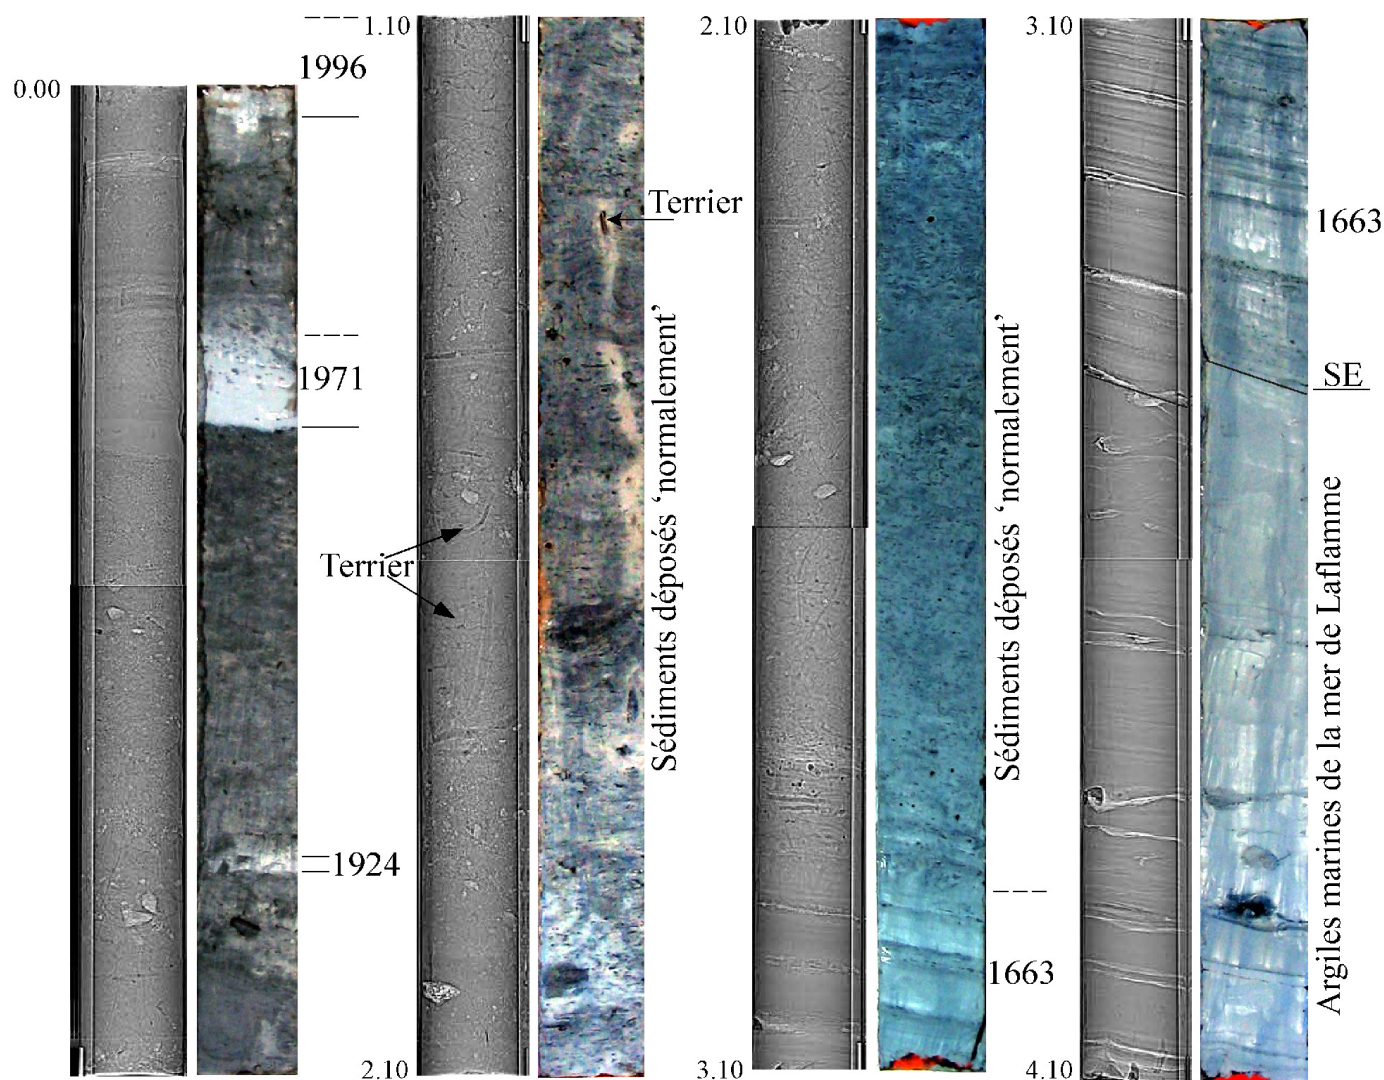 0.00
1996
1971
1924
1.10
Terrier
Terrier
Sédiments déposés ‘normalement’
2.10
2.10
Sédiments déposés ‘normalement’
1663
3.10
3.10
1663
SE
Argiles marines de la mer de Laflamme
4.10